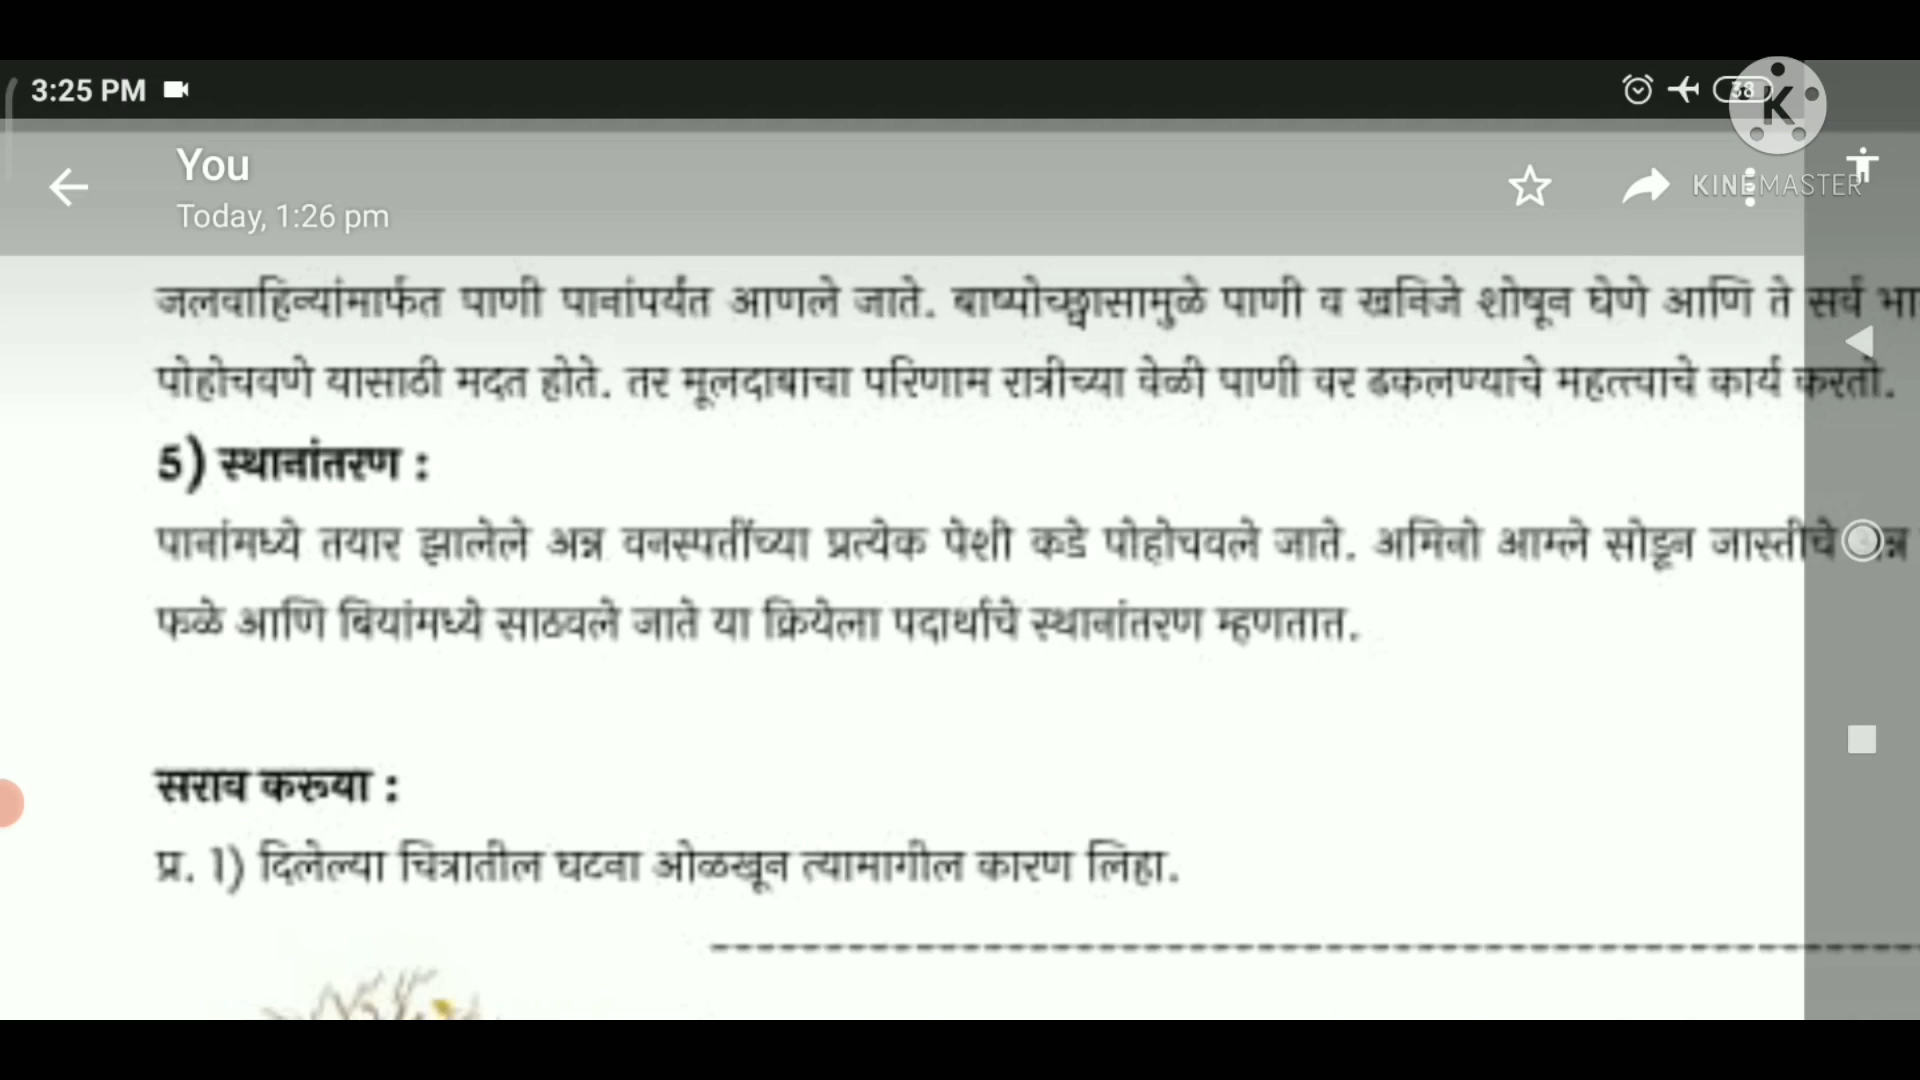 3:25 PM
38
You
Today, 1:26 pm
KINEMASTER
जलवाहिन्यांमार्फत पाणी पानांपर्यंत आणले जाते. बाष्पोच्छ्वासामुळे पाणी व खनिजे शोषून घेणे आणि ते सर्व भा
पोहोचवणे यासाठी मदत होते. तर मूलदाबाचा परिणाम रात्रीच्या वेळी पाणी वर ढकलण्याचे महत्त्वाचे कार्य करतो.
5) स्थानांतरण :
पानांमध्ये तयार झालेले अन्न वनस्पतींच्या प्रत्येक पेशी कडे पोहोचवले जाते. अमिनो आम्ले सोडून जास्तीचे
फळे आणि बियांमध्ये साठवले जाते या क्रियेला पदार्थाचे स्थानांतरण म्हणतात.
सराव करूया :
प्र. 1) दिलेल्या चित्रातील घटना ओळखून त्यामागील कारण लिहा.